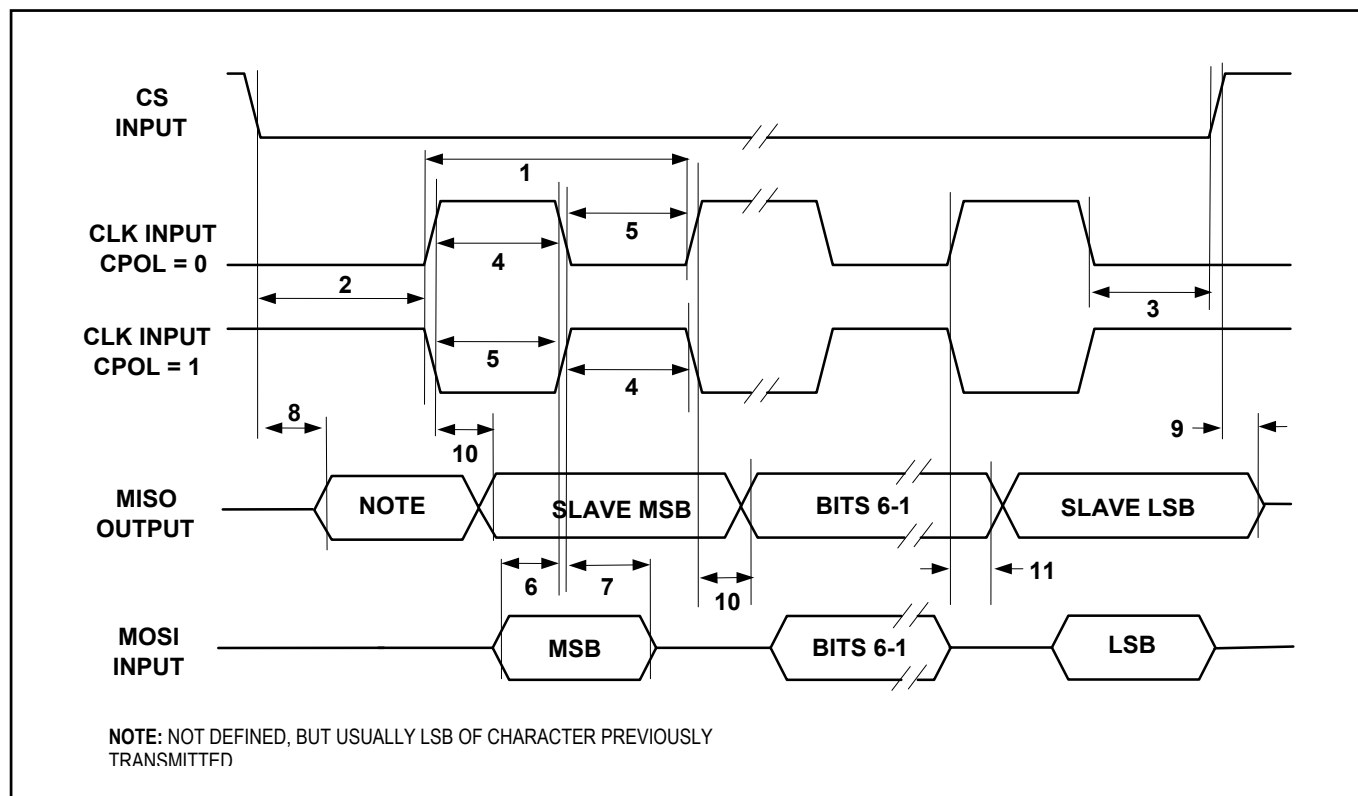 CS
INPUT
1
5
CLK INPUT
CPOL = 0
4
2
3
CLK INPUT
CPOL = 1
5
4
8
10
9
MISO
OUTPUT
NOTE
SLAVE MSB
BITS 6-1
SLAVE LSB
6
7
10
11
MOSI
INPUT
MSB
BITS 6-1
LSB
NOTE: NOT DEFINED, BUT USUALLY LSB OF CHARACTER PREVIOUSLY
TRANSMITTED